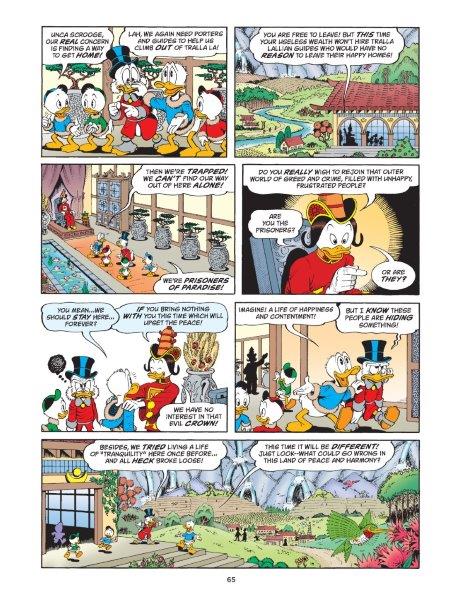 UNCA SCROOGE,
OUR REAL CONCERN
IS FINDING A WAY
TO GET HOME!
LAH, WE AGAIN NEED PORTERS
AND GUIDES TO HELP US
CLIMB OUT OF TRALLA LA!
YOU ARE FREE TO LEAVE! BUT THIS TIME
YOUR USELESS WEALTH WON'T HIRE TRALLA
LALLIAN GUIDES WHO WOULD HAVE NO
REASON TO LEAVE THEIR HAPPY HOMES!
THEN WE'RE TRAPPED!
WE CAN'T FIND OUR WAY
OUT OF HERE ALONE!
WE'RE PRISONERS
OF PARADISE!
DO YOU REALLY WISH TO REJOIN THAT OUTER
WORLD OF GREED AND CRIME, FILLED WITH UNHAPPY,
FRUSTRATED PEOPLE?
ARE
YOU THE
PRISONERS?
OR ARE
THEY?
YOU MEAN...WE
SHOULD STAY HERE...
FOREVER?
IF YOU BRING NOTHING
WITH YOU THIS TIME WHICH WILL
UPSET THE PEACE!
WE HAVE NO
INTEREST IN THAT
EVIL CROWN!
IMAGINE! A LIFE OF HAPPINESS
AND CONTENTMENT!
BUT I KNOW THESE
PEOPLE ARE HIDING
SOMETHING!
BESIDES, WE TRIED LIVING A LIFE
OF "TRANQUILITY" HERE ONCE BEFORE...
AND ALL HECK BROKE LOOSE!
THIS TIME IT WILL BE DIFFERENT!
JUST LOOK--WHAT COULD GO WRONG IN
THIS LAND OF PEACE AND HARMONY?
65